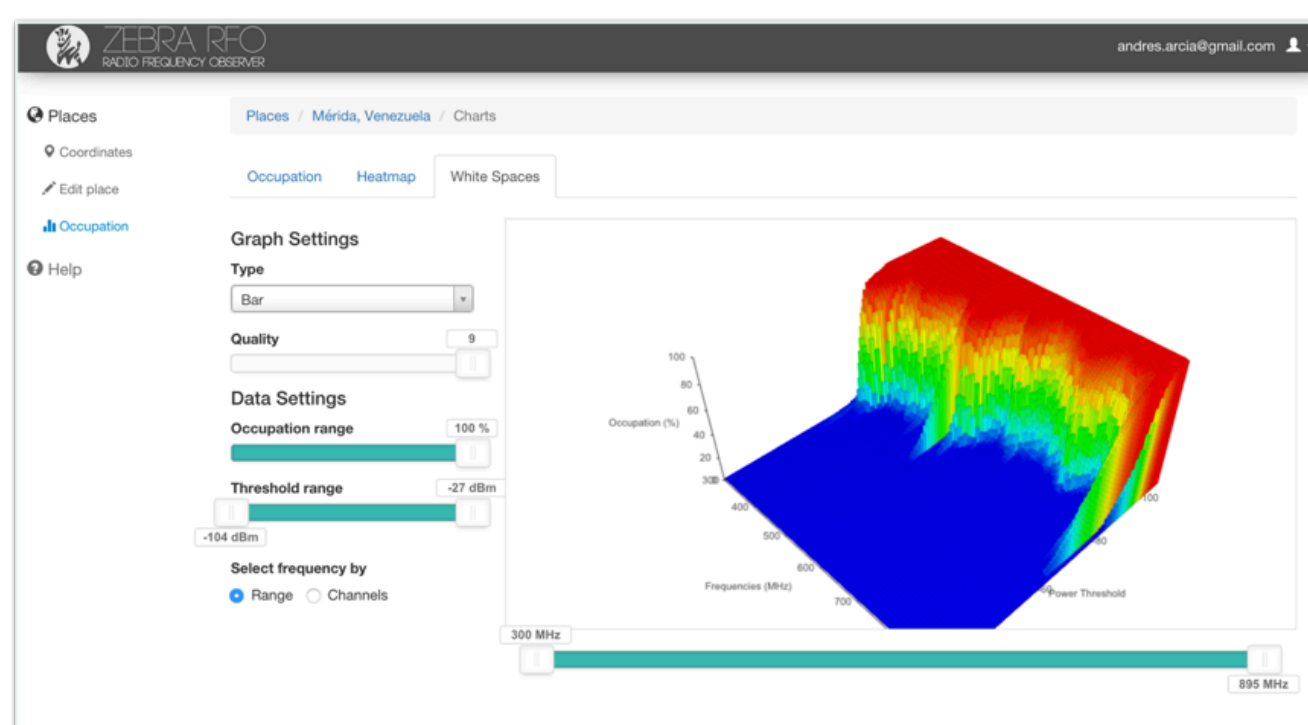 ZEBRA RFO
RADIO FREQUENCY OBSERVER
andres.arcia@gmail.com
Places
Coordinates
Edit place
Occupation
Help
Places / Mérida, Venezuela / Charts
Occupation Heatmap White Spaces
Graph Settings
Type
Bar
Quality 9
Data Settings
Occupation range 100 %
Threshold range -27 dBm
-104 dBm
Select frequency by
Range Channels
100
80
60
Occupation (%)
40
20
300
400
500
600
Frequencies (MHz)
700
100
80
Power Threshold
300 MHz
895 MHz